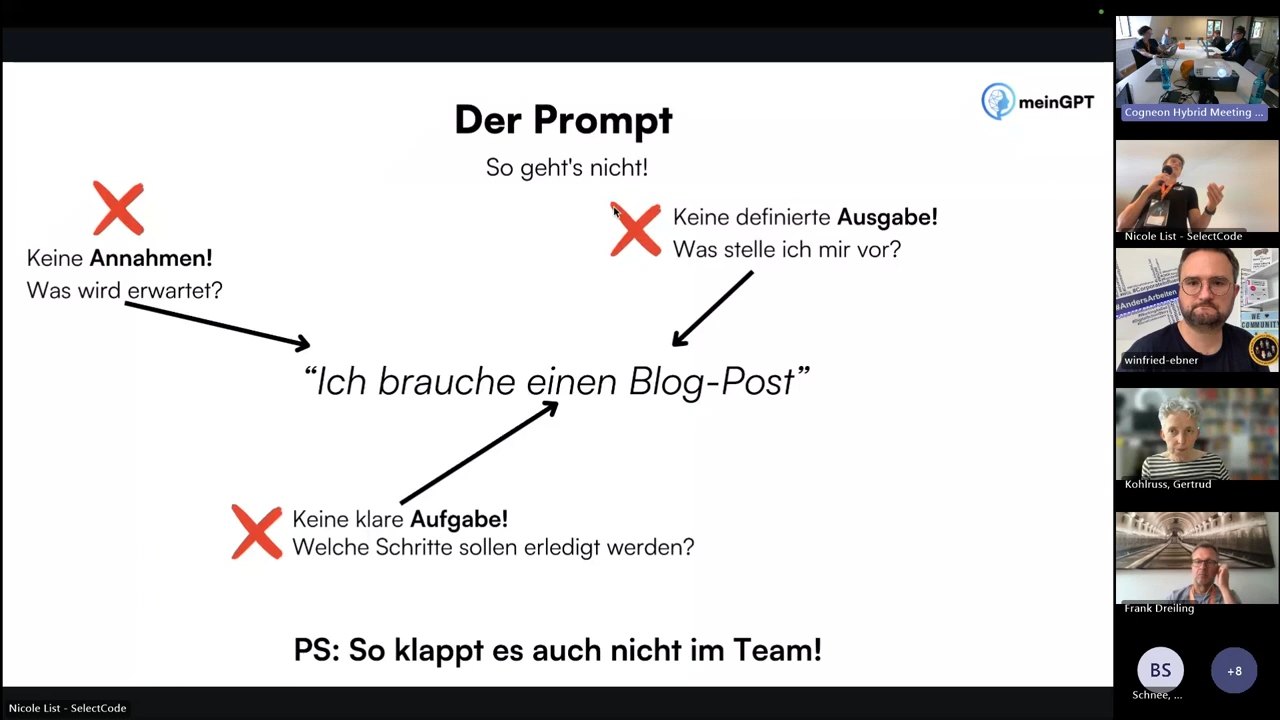 Der Prompt
meinGPT
So geht's nicht!
Keine definierte Ausgabe!
Was stelle ich mir vor?
Keine Annahmen!
Was wird erwartet?
“Ich brauche einen Blog-Post”
Keine klare Aufgabe!
Welche Schritte sollen erledigt werden?
PS: So klappt es auch nicht im Team!
Nicole List - SelectCode
Cogneon Hybrid Meeting ...
Nicole List - SelectCode
#AndersArbeiten
WE
COMMUNITY
winfried-ebner
Kohlruss, Gertrud
Frank Dreiling
BS
Schnee, ...
+8